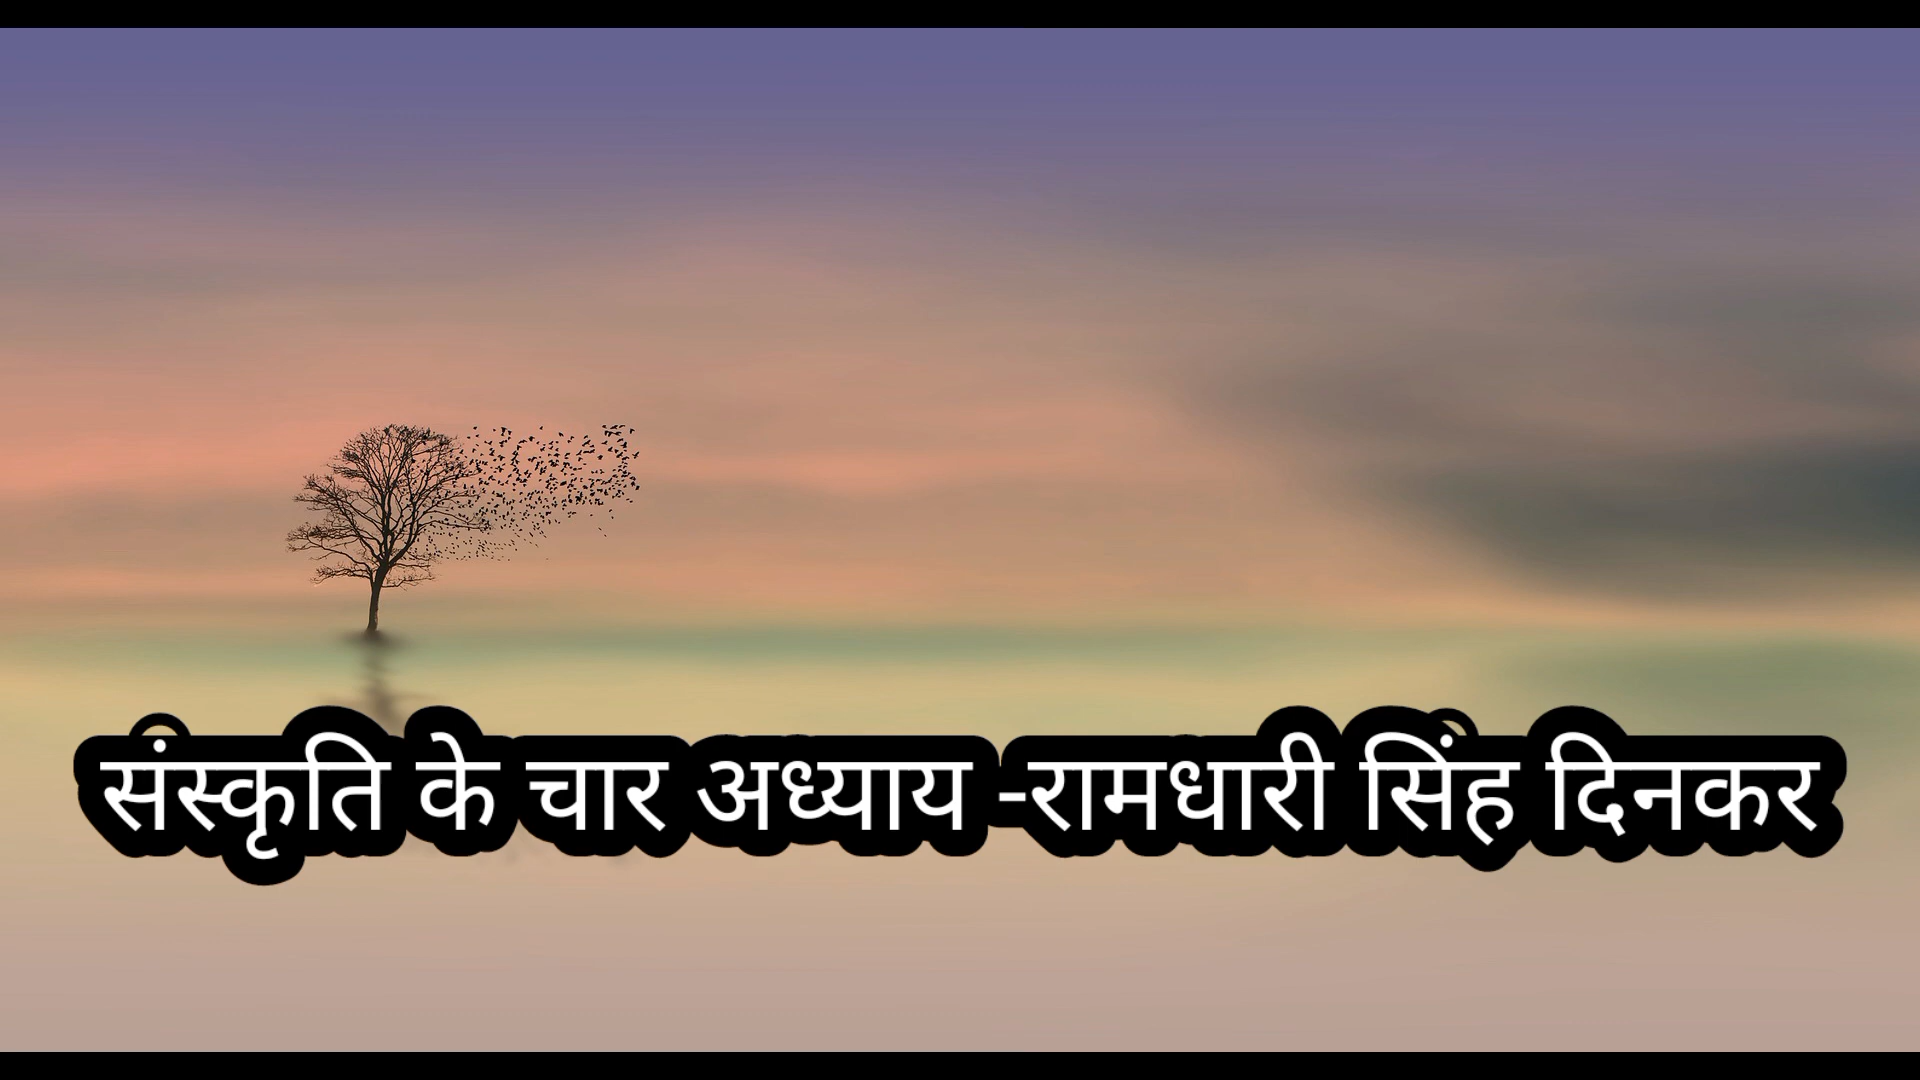 संस्कृति के चार अध्याय -रामधारी सिंह दिनकर